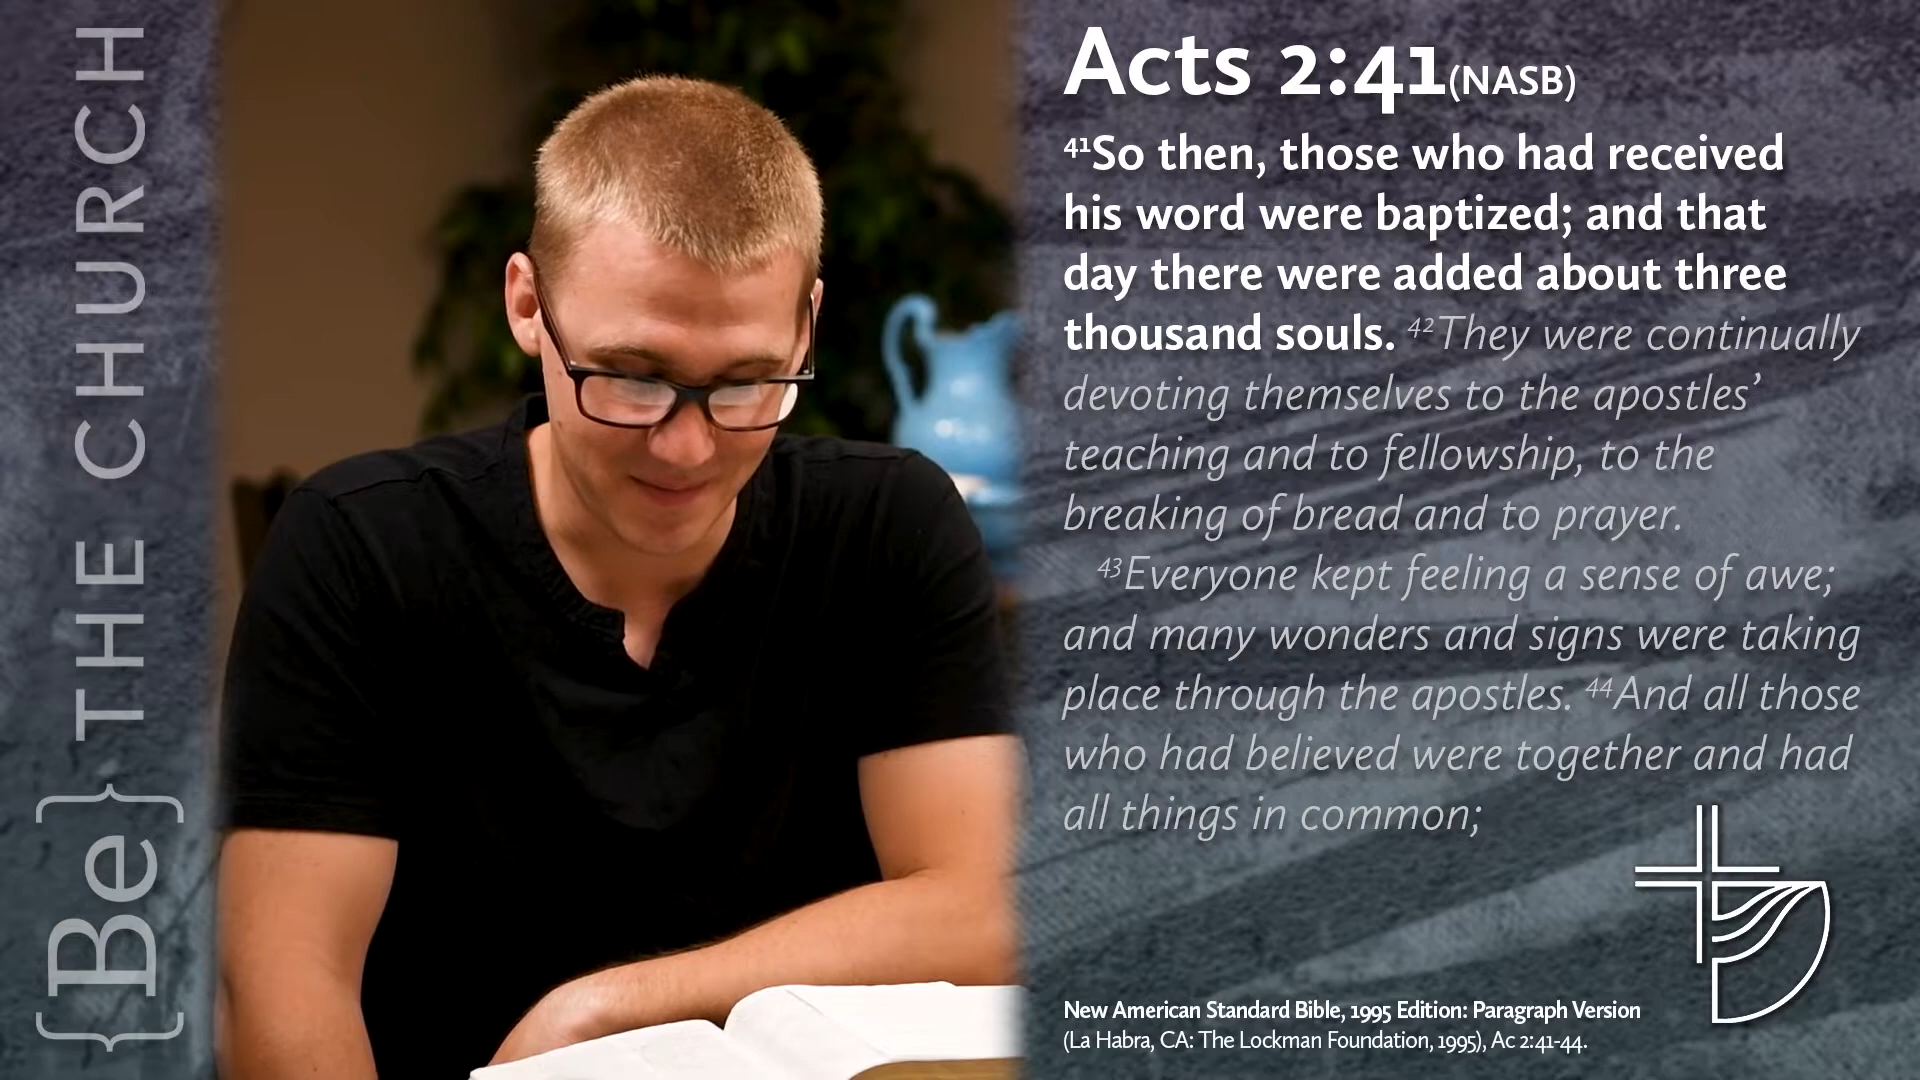 {Be} THE CHURCH
Acts 2:41(NASB)
⁴¹So then, those who had received
his word were baptized; and that
day there were added about three
thousand souls. ⁴²They were continually
devoting themselves to the apostles’
teaching and to fellowship, to the
breaking of bread and to prayer.
⁴³Everyone kept feeling a sense of awe;
and many wonders and signs were taking
place through the apostles. ⁴⁴And all those
who had believed were together and had
all things in common;
New American Standard Bible, 1995 Edition: Paragraph Version
(La Habra, CA: The Lockman Foundation, 1995), Ac 2:41-44.